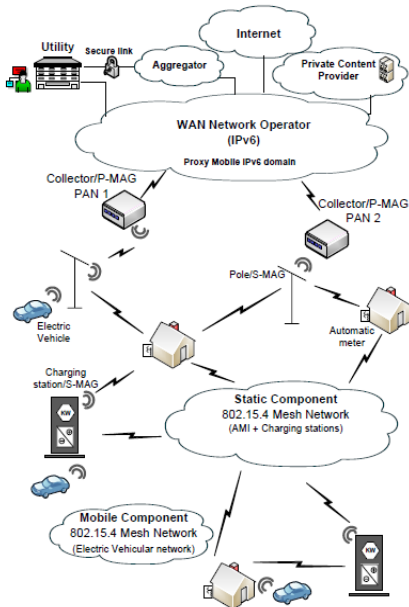 Internet
Utility
Secure link
Aggregator
Private Content
Provider
WAN Network Operator
(IPv6)
Proxy Mobile IPv6 domain
Collector/P-MAG
PAN 1
Collector/P-MAG
PAN 2
Pole/S-MAG
Electric
Vehicle
Automatic
meter
Charging
station/S-MAG
KW
Static Component
802.15.4 Mesh Network
(AMI + Charging stations)
Mobile Component
802.15.4 Mesh Network
(Electric Vehicular network)
KW